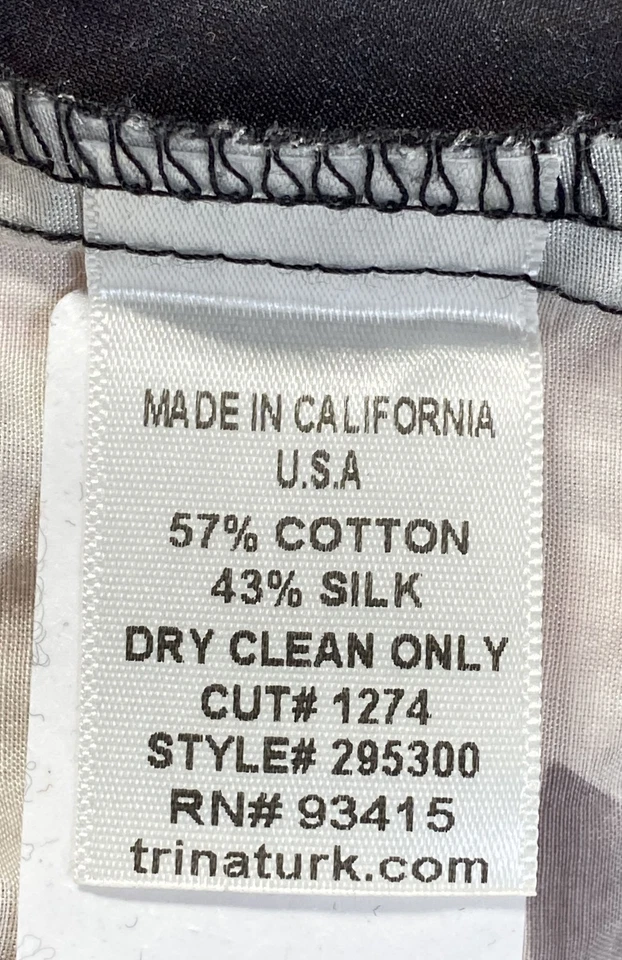 MADE IN CALIFORNIA
U.S.A
57% COTTON
43% SILK
DRY CLEAN ONLY
CUT# 1274
STYLE# 295300
RN# 93415
trinaturk.com